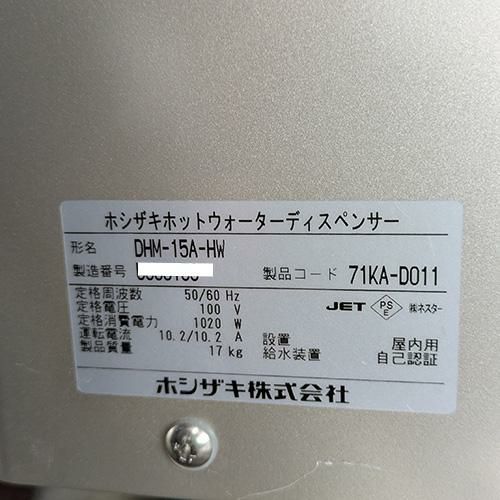 ホシザキホットウォーターディスペンサー
形名 DHM-15A-HW
製造番号
製品コード 71KA-D011
定格周波数 50/60 Hz
定格電圧 100 V
定格消費電力 1020 W
運転電流 10.2/10.2 A
製品質量 17 kg
JET PSE ㈱ネスター
設置 屋内用
給水装置 自己認証
ホシザキ株式会社